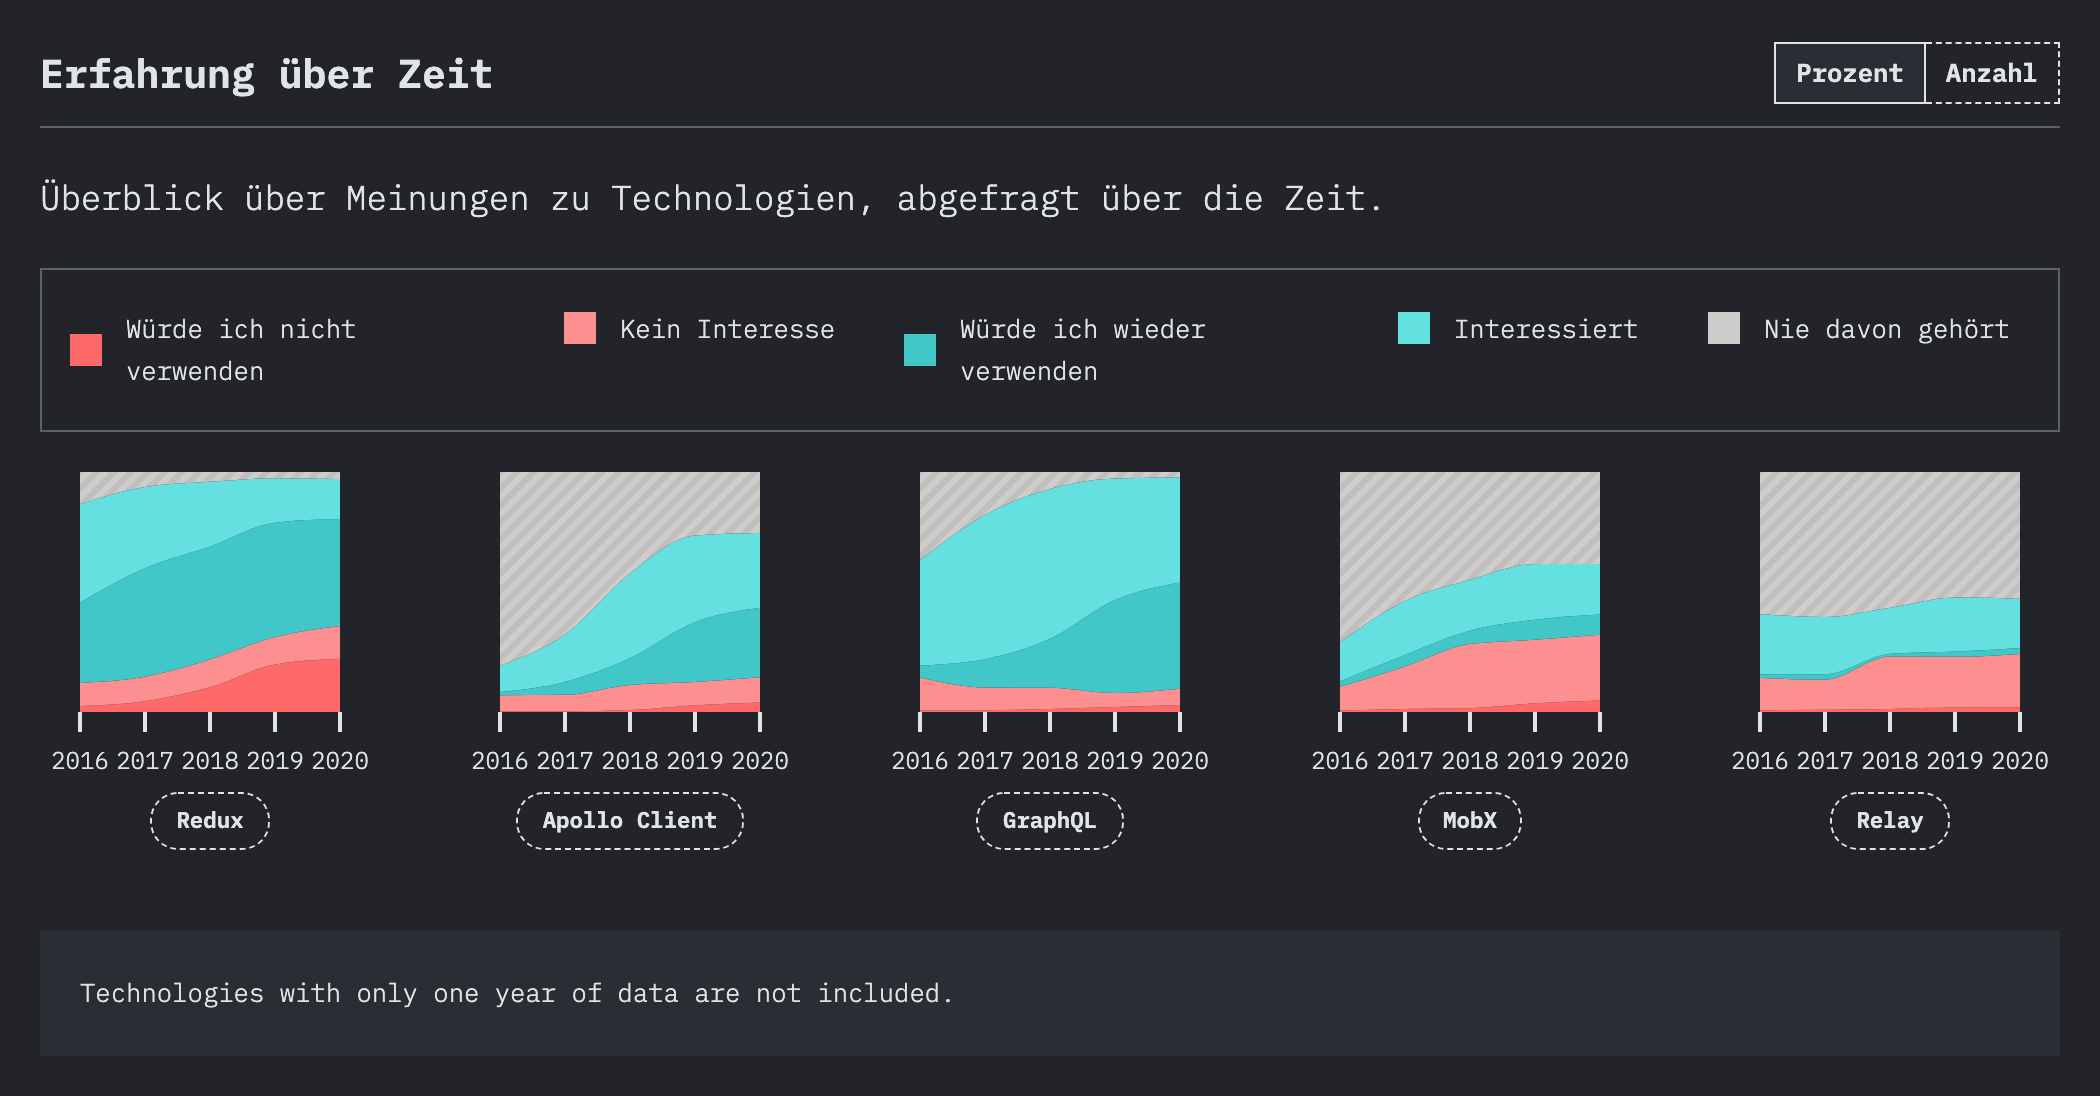 Erfahrung über Zeit
Prozent
Anzahl
Überblick über Meinungen zu Technologien, abgefragt über die Zeit.
Würde ich nicht
verwenden
Kein Interesse
Würde ich wieder
verwenden
Interessiert
Nie davon gehört
2016 2017 2018 2019 2020
Redux
2016 2017 2018 2019 2020
Apollo Client
2016 2017 2018 2019 2020
GraphQL
2016 2017 2018 2019 2020
MobX
2016 2017 2018 2019 2020
Relay
Technologies with only one year of data are not included.